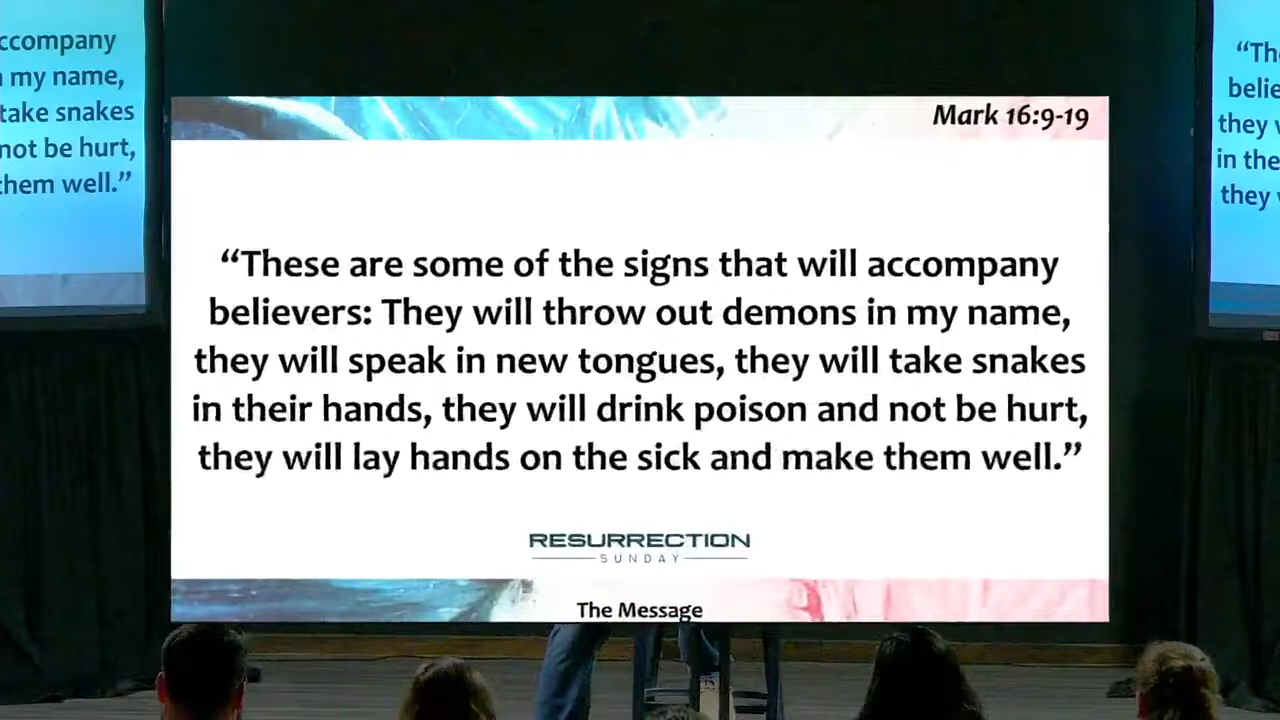 ccompany
my name,
take snakes
not be hurt,
them well.”
Mark 16:9-19
“These are some of the signs that will accompany
believers: They will throw out demons in my name,
they will speak in new tongues, they will take snakes
in their hands, they will drink poison and not be hurt,
they will lay hands on the sick and make them well.”
RESURRECTION
SUNDAY
The Message
“Th
belie
they
in the
they